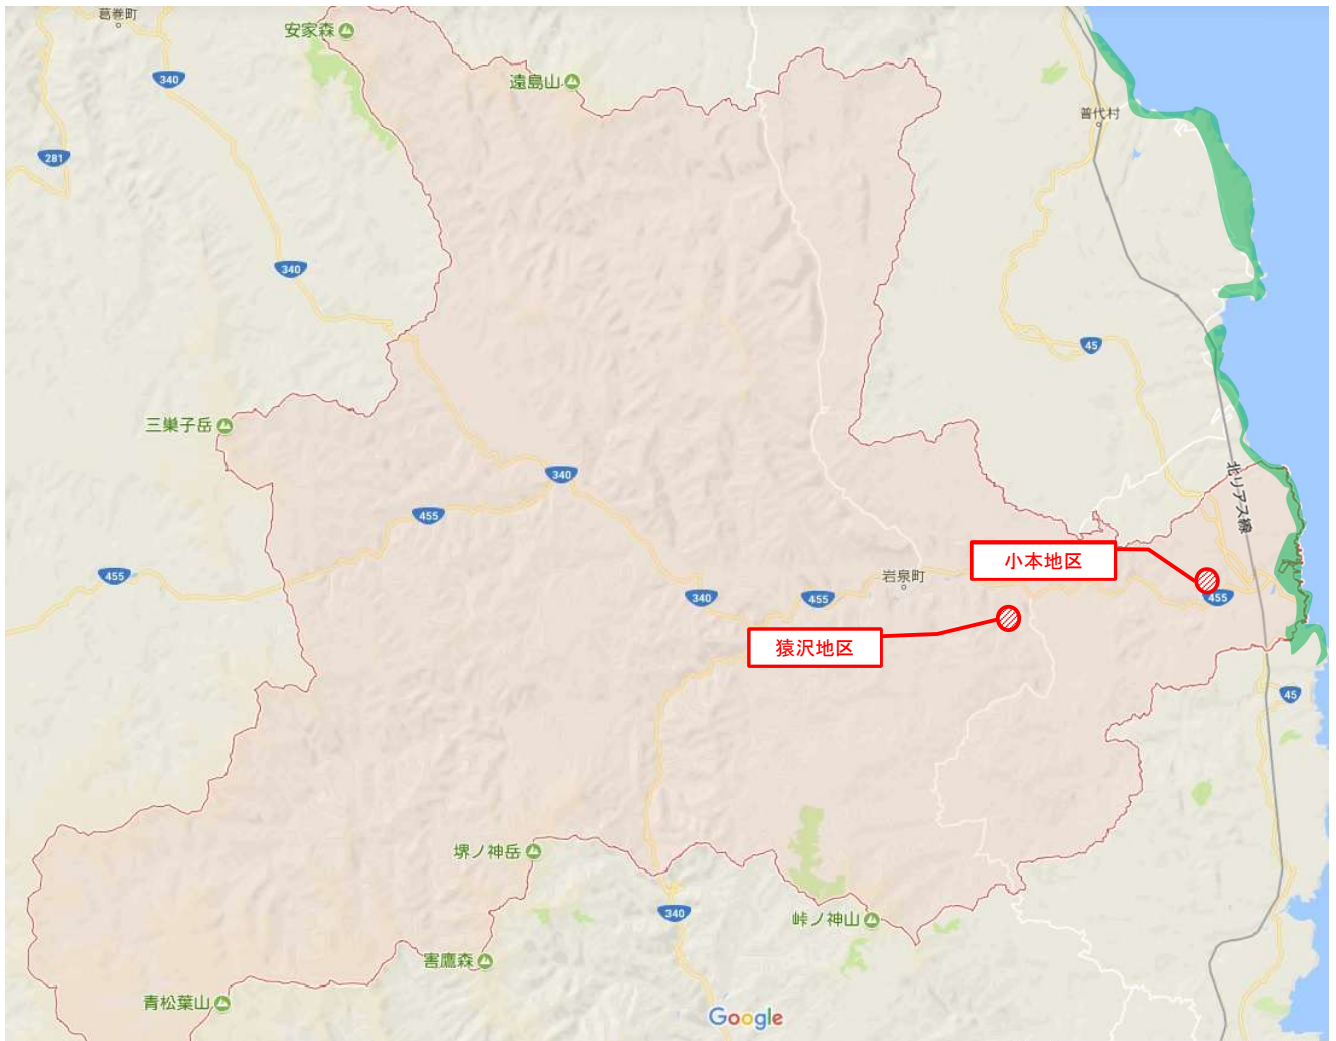 葛巻町
安家森
340
遠島山
281
普代村
340
45
三巣子岳
340
北リアス線
455
小本地区
455
岩泉町
340
455
455
猿沢地区
45
堺ノ神岳
340
峠ノ神山
害鷹森
青松葉山
Google